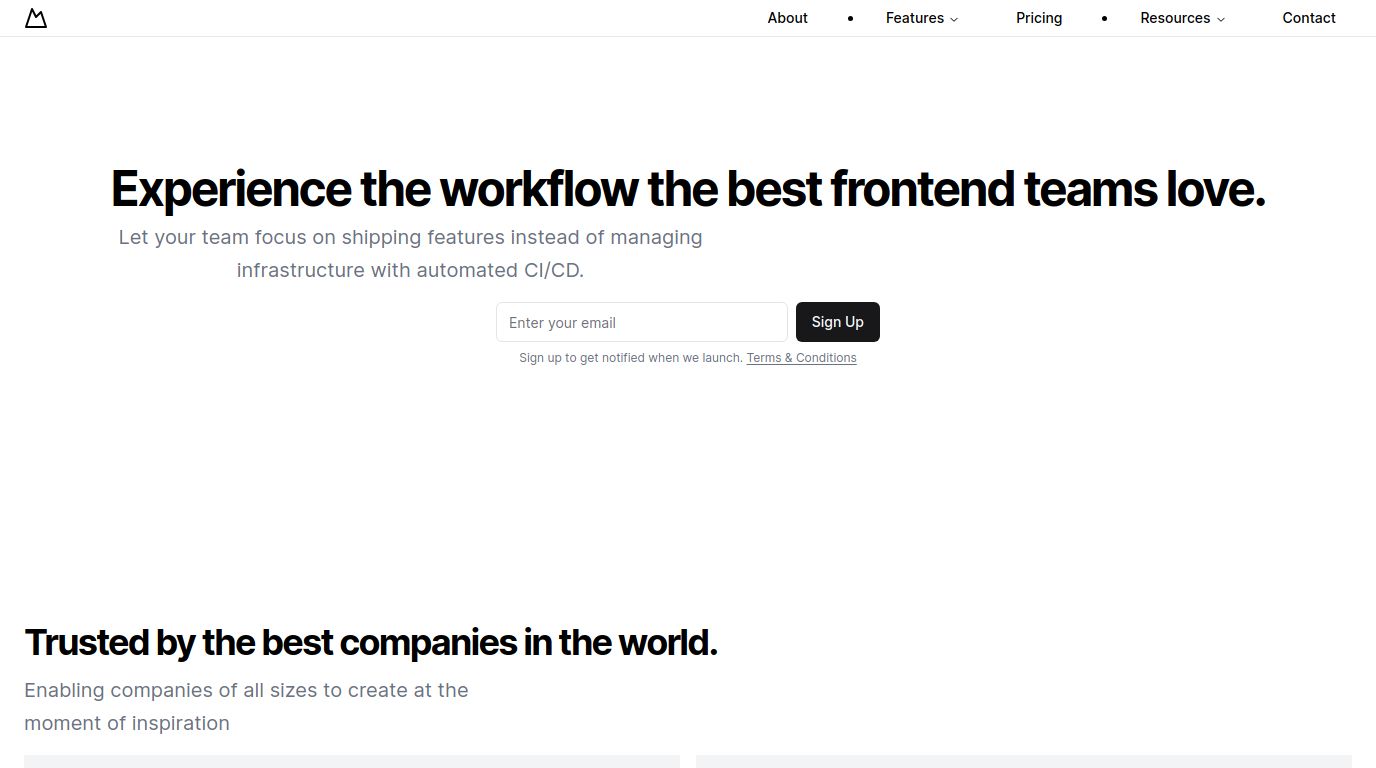 About • Features Pricing • Resources Contact
Experience the workflow the best frontend teams love.
Let your team focus on shipping features instead of managing
infrastructure with automated CI/CD.
Enter your email Sign Up
Sign up to get notified when we launch. Terms & Conditions
Trusted by the best companies in the world.
Enabling companies of all sizes to create at the
moment of inspiration